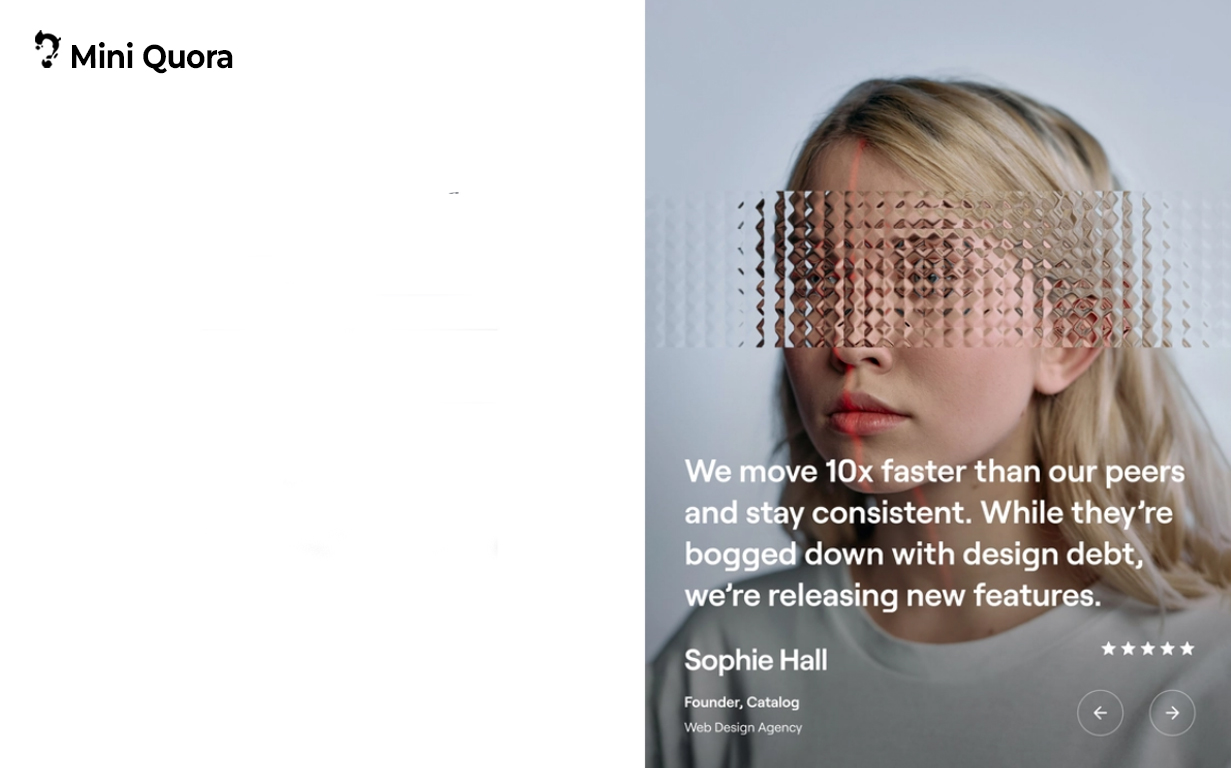 Mini Quora
We move 10x faster than our peers
and stay consistent. While they’re
bogged down with design debt,
we’re releasing new features.
Sophie Hall
Founder, Catalog
Web Design Agency